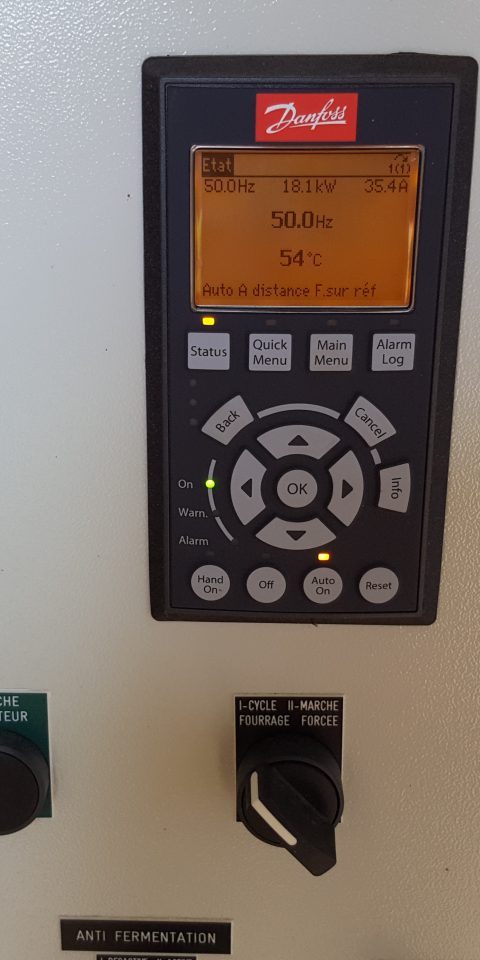 Danfoss
Etat
1(1)
50.0Hz 18.1kW 35.4A
50.0Hz
54°C
Auto A distance F.sur réf
Status
Quick
Menu
Main
Menu
Alarm
Log
Back
Cancel
Info
OK
On
Warn.
Alarm
Hand
On
Off
Auto
On
Reset
I-CYCLE II-MARCHE
FOURRAGE FORCEE
ANTI FERMENTATION